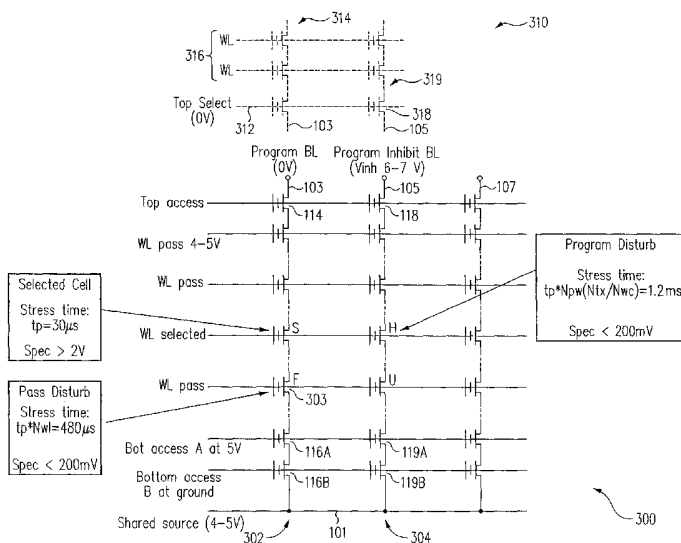 314
310
WL
316
WL
319
Top Select
(0V)
312
318
103
105
Program BL
(0V)
Program Inhibit BL
(Vinh 6-7 V)
103
105
107
Top access
114
118
WL pass 4-5V
Program Disturb
Stress time:
tp*Npw(Ntx/Nwc)=1.2ms
Spec < 200mV
WL pass
Selected Cell
Stress time:
tp=30µs
Spec > 2V
WL selected
S
H
WL pass
F
U
303
Pass Disturb
Stress time:
tp*Nwl=480µs
Spec < 200mV
Bot access A at 5V
116A
119A
Bottom access
B at ground
116B
119B
Shared source (4-5V)
302
101
304
300